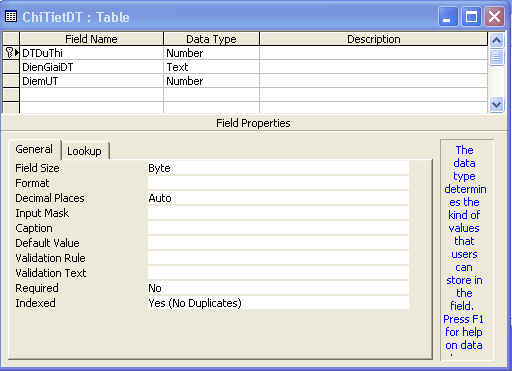 ChiTietDT : Table
Field Name Data Type Description
DTDuThi Number
DienGiaiDT Text
DiemUT Number
Field Properties
General Lookup
Field Size Byte
Format
Decimal Places Auto
Input Mask
Caption
Default Value
Validation Rule
Validation Text
Required No
Indexed Yes (No Duplicates)
The
data
type
determin
es the
kind of
values
that
users
can
store in
the
field.
Press F1
for help
on data